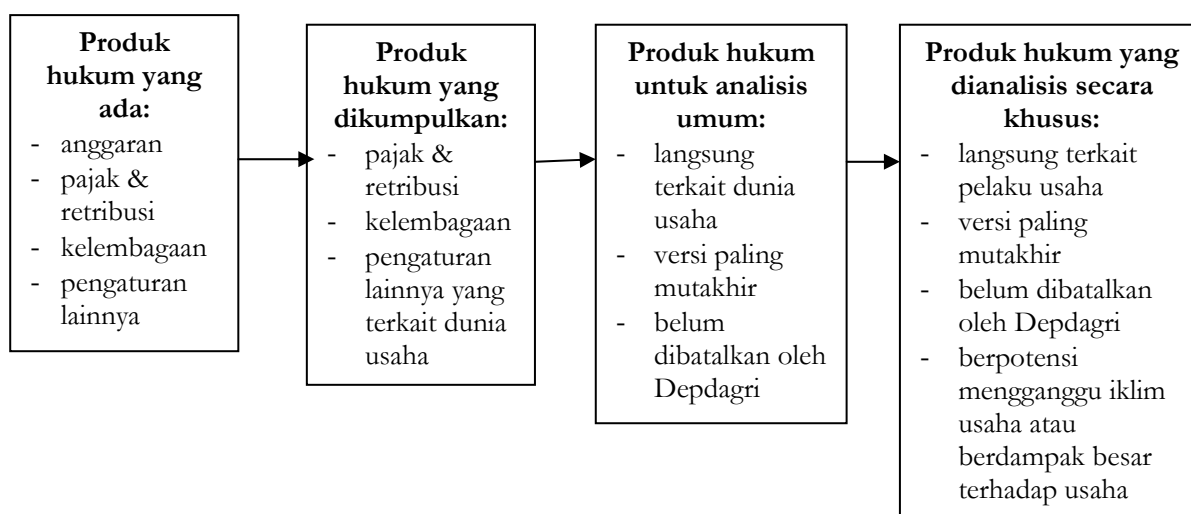 Produk
hukum yang
ada:
- anggaran
- pajak &
retribusi
- kelembagaan
- pengaturan
lainnya
Produk
hukum yang
dikumpulkan:
- pajak &
retribusi
- kelembagaan
- pengaturan
lainnya yang
terkait dunia
usaha
Produk hukum
untuk analisis
umum:
- langsung
terkait dunia
usaha
- versi paling
mutakhir
- belum
dibatalkan oleh
Depdagri
Produk hukum yang
dianalisis secara
khusus:
- langsung terkait
pelaku usaha
- versi paling
mutakhir
- belum dibatalkan
oleh Depdagri
- berpotensi
mengganggu iklim
usaha atau
berdampak besar
terhadap usaha